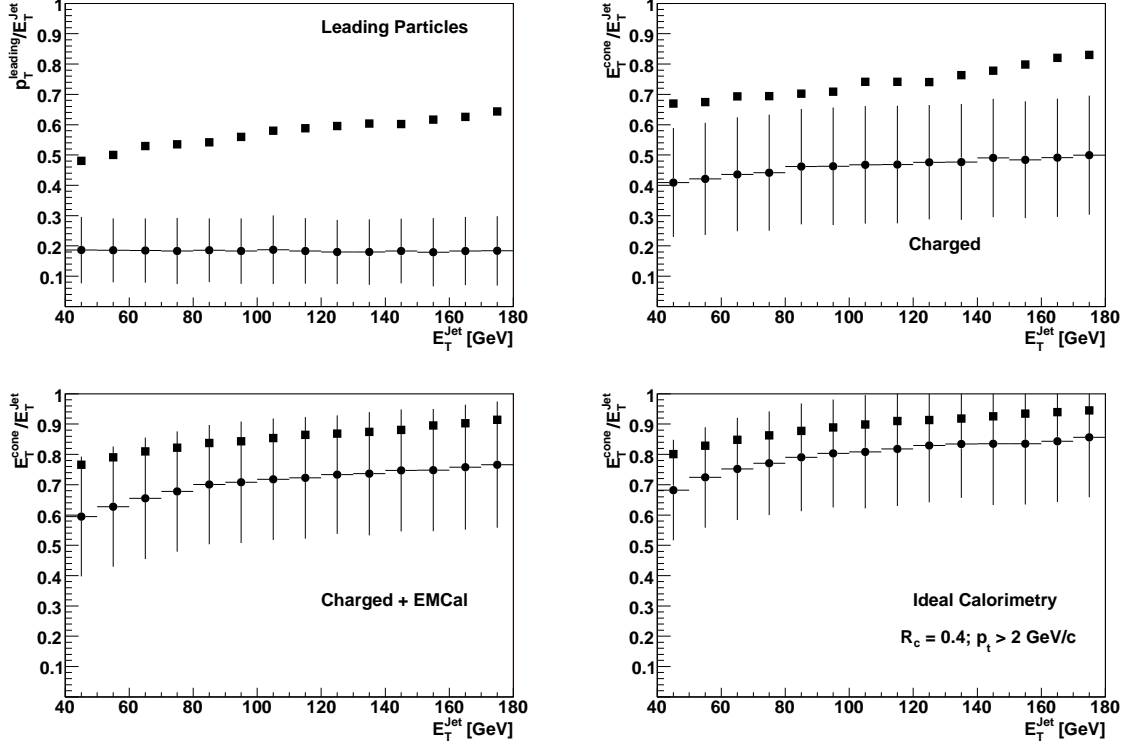 p_T^leading/E_T^Jet
1
0.9
0.8
0.7
0.6
0.5
0.4
0.3
0.2
0.1
Leading Particles
40 60 80 100 120 140 160 180
E_T^Jet [GeV]
E_T^cone/E_T^Jet
1
0.9
0.8
0.7
0.6
0.5
0.4
0.3
0.2
0.1
Charged
40 60 80 100 120 140 160 180
E_T^Jet [GeV]
E_T^cone/E_T^Jet
1
0.9
0.8
0.7
0.6
0.5
0.4
0.3
0.2
0.1
Charged + EMCal
40 60 80 100 120 140 160 180
E_T^Jet [GeV]
E_T^cone/E_T^Jet
1
0.9
0.8
0.7
0.6
0.5
0.4
0.3
0.2
0.1
Ideal Calorimetry
R_c = 0.4; p_t > 2 GeV/c
40 60 80 100 120 140 160 180
E_T^Jet [GeV]